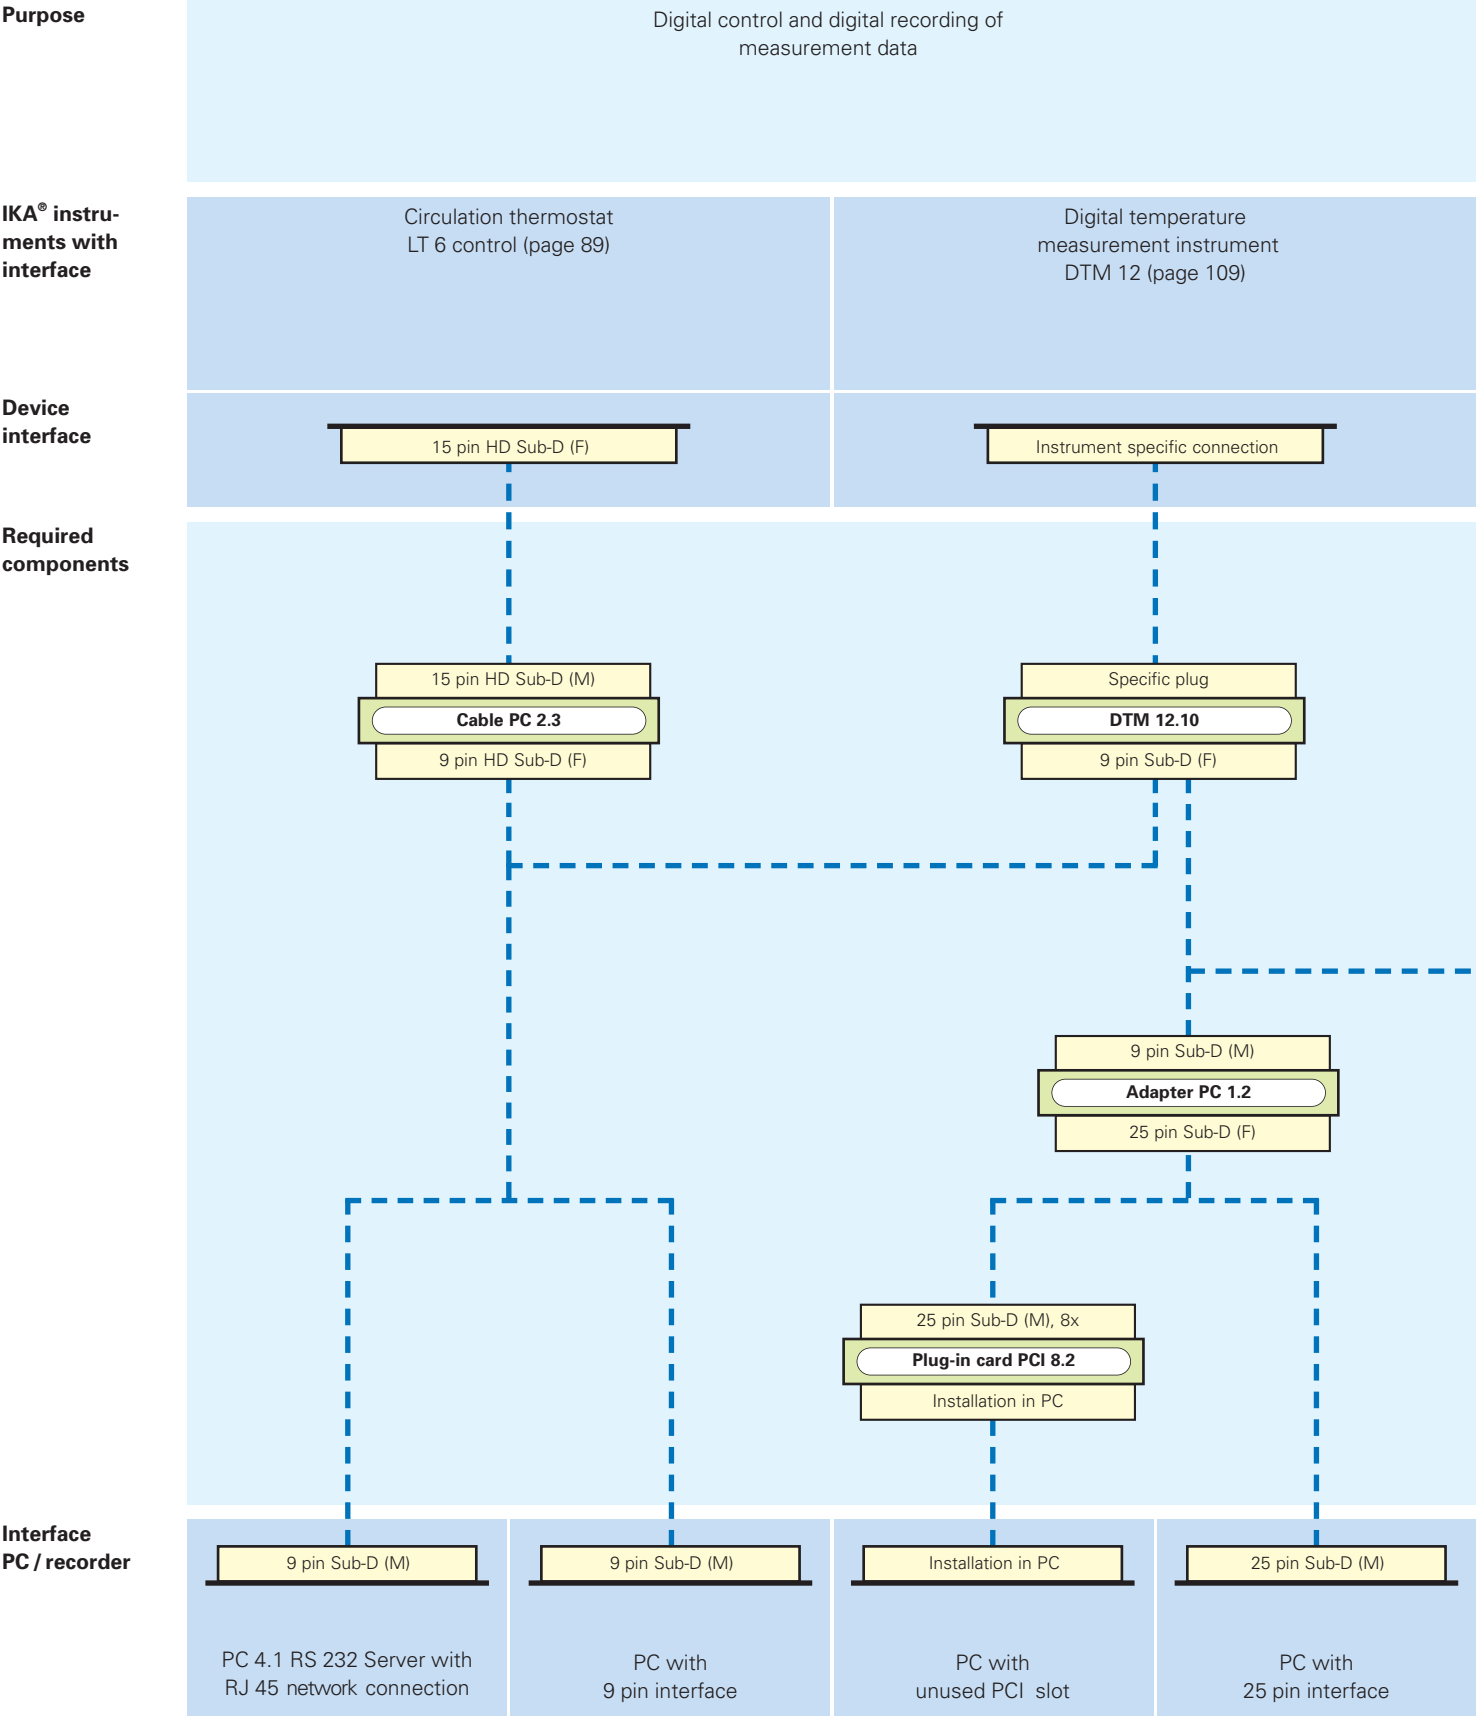 Purpose
Digital control and digital recording of
measurement data
IKA® instru-
ments with
interface
Circulation thermostat
LT 6 control (page 89)
Digital temperature
measurement instrument
DTM 12 (page 109)
Device
interface
15 pin HD Sub-D (F)
Instrument specific connection
Required
components
15 pin HD Sub-D (M)
Cable PC 2.3
9 pin HD Sub-D (F)
Specific plug
DTM 12.10
9 pin Sub-D (F)
9 pin Sub-D (M)
Adapter PC 1.2
25 pin Sub-D (F)
25 pin Sub-D (M), 8x
Plug-in card PCI 8.2
Installation in PC
Interface
PC / recorder
9 pin Sub-D (M)
9 pin Sub-D (M)
Installation in PC
25 pin Sub-D (M)
PC 4.1 RS 232 Server with
RJ 45 network connection
PC with
9 pin interface
PC with
unused PCI slot
PC with
25 pin interface